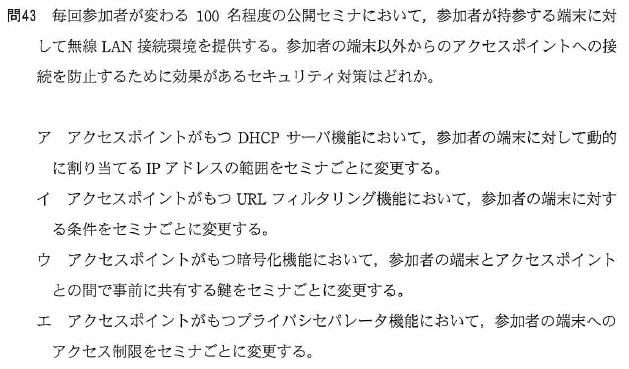 問43 毎回参加者が変わる 100 名程度の公開セミナにおいて，参加者が持参する端末に対
して無線 LAN 接続環境を提供する。参加者の端末以外からのアクセスポイントへの接
続を防止するために効果があるセキュリティ対策はどれか。
ア アクセスポイントがもつ DHCP サーバ機能において，参加者の端末に対して動的
に割り当てる IP アドレスの範囲をセミナごとに変更する。
イ アクセスポイントがもつ URL フィルタリング機能において，参加者の端末に対す
る条件をセミナごとに変更する。
ウ アクセスポイントがもつ暗号化機能において，参加者の端末とアクセスポイント
との間で事前に共有する鍵をセミナごとに変更する。
エ アクセスポイントがもつプライバシセパレータ機能において，参加者の端末への
アクセス制限をセミナごとに変更する。